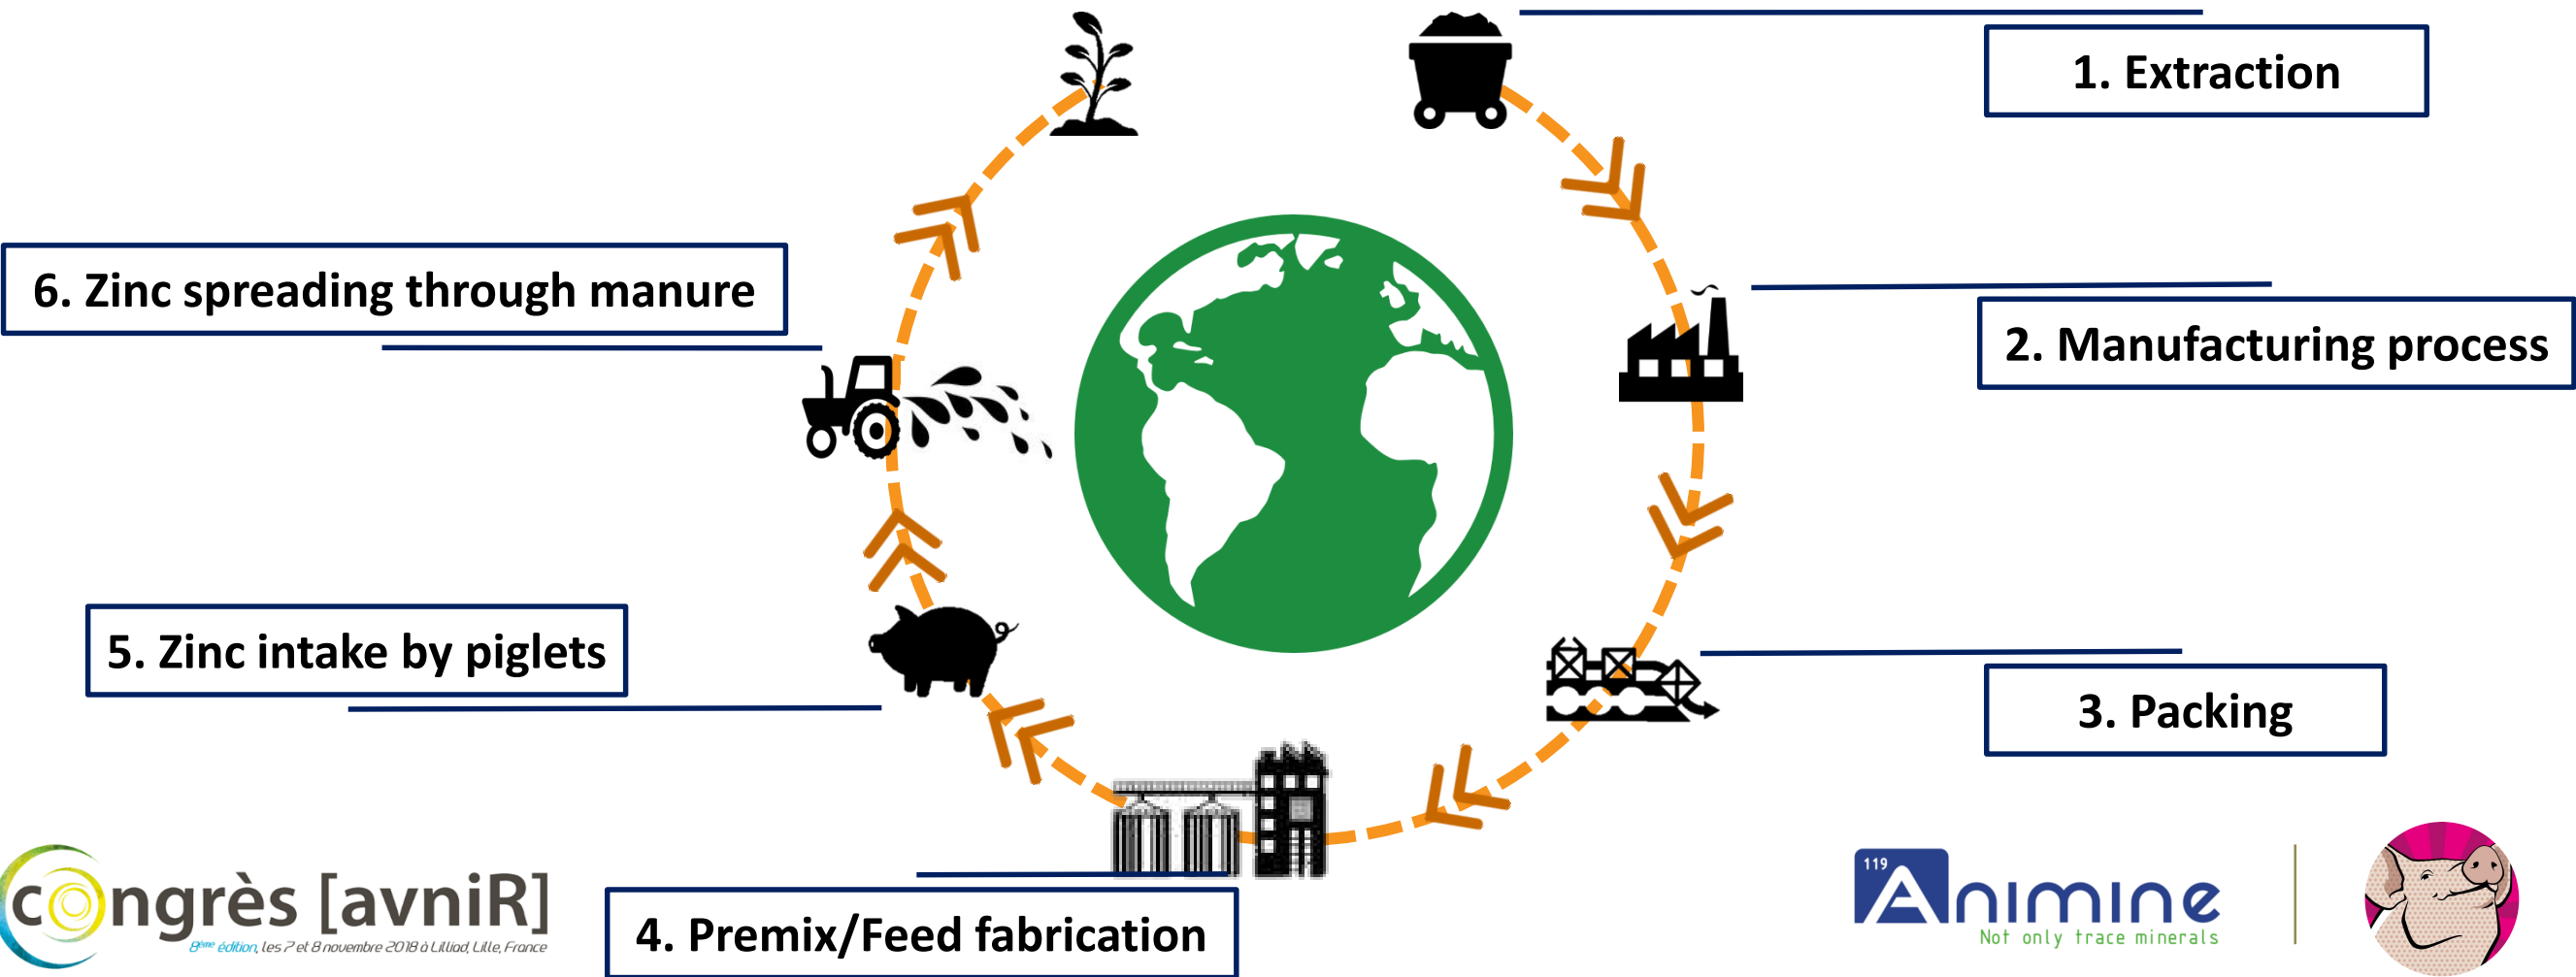 1. Extraction
6. Zinc spreading through manure
2. Manufacturing process
5. Zinc intake by piglets
3. Packing
4. Premix/Feed fabrication
congrès [avniR]
8ème édition, les 7 et 8 novembre 2018 à Lilliad, Lille, France
119
Animine
Not only trace minerals